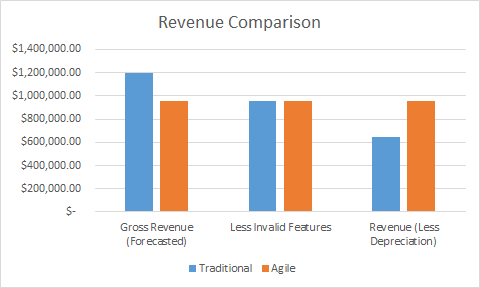 Revenue Comparison
$1,400,000.00
$1,200,000.00
$1,000,000.00
$800,000.00
$600,000.00
$400,000.00
$200,000.00
$-
Gross Revenue
(Forecasted)
Less Invalid Features
Revenue (Less
Depreciation)
Traditional
Agile